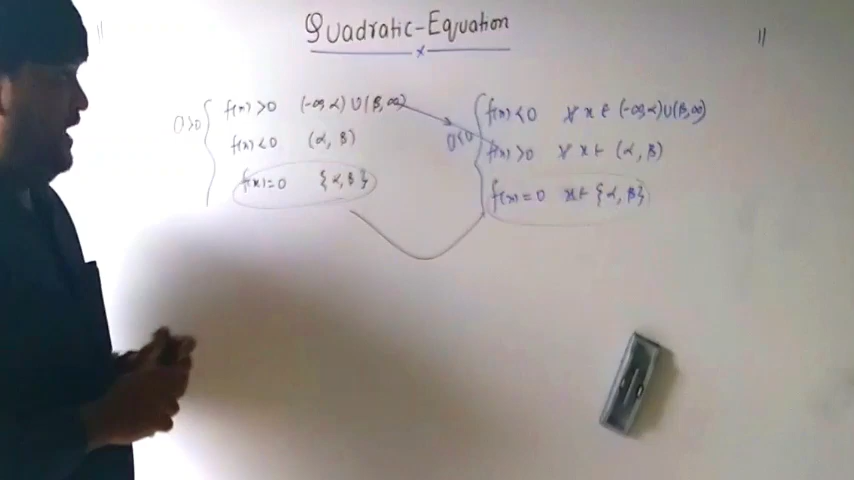 Quadratic-Equation
x
f(x) > 0 (-∞, α) ∪ (β, ∞)
a > 0
f(x) < 0 (α, β)
f(x) = 0 {α, β}
f(x) < 0 ∀ x ∈ (-∞, α) ∪ (β, ∞)
a < 0
f(x) > 0 ∀ x ∈ (α, β)
f(x) = 0 x ∈ {α, β}